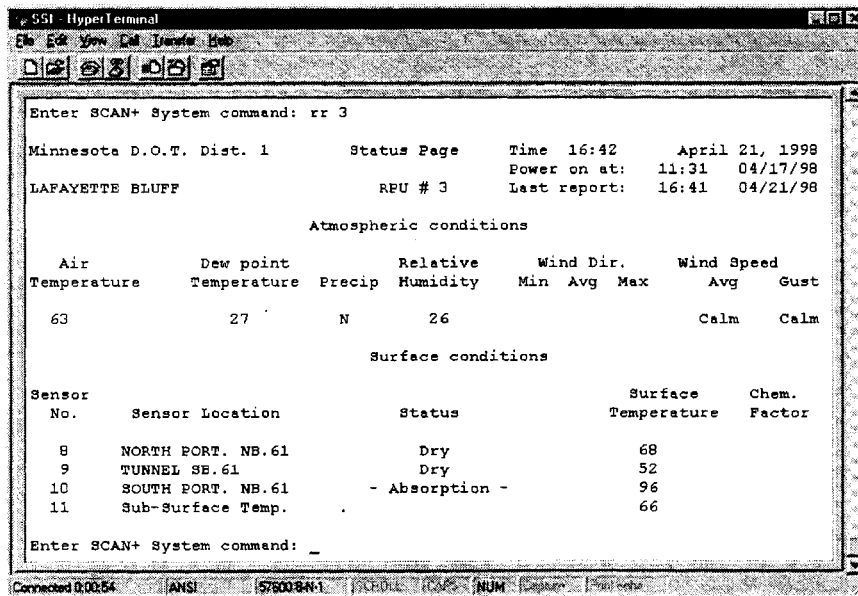 SSI - HyperTerminal
File Edit View Call Transfer Help
Enter SCAN+ System command: rr 3
Minnesota D.O.T. Dist. 1 Status Page Time 16:42 April 21, 1998
Power on at: 11:31 04/17/98
LAFAYETTE BLUFF RPU # 3 Last report: 16:41 04/21/98
Atmospheric conditions
Air Dew point Relative Wind Dir. Wind Speed
Temperature Temperature Precip Humidity Min Avg Max Avg Gust
63 27 N 26 Calm Calm
Surface conditions
Sensor Surface Chem.
No. Sensor Location Status Temperature Factor
8 NORTH PORT. NB.61 Dry 68
9 TUNNEL SB.61 Dry 52
10 SOUTH PORT. NB.61 - Absorption - 96
11 Sub-Surface Temp. 66
Enter SCAN+ System command: _
Connected 0:00:54 ANSI 57600 8-N-1 SCROLL CAPS NUM Capture Print echo